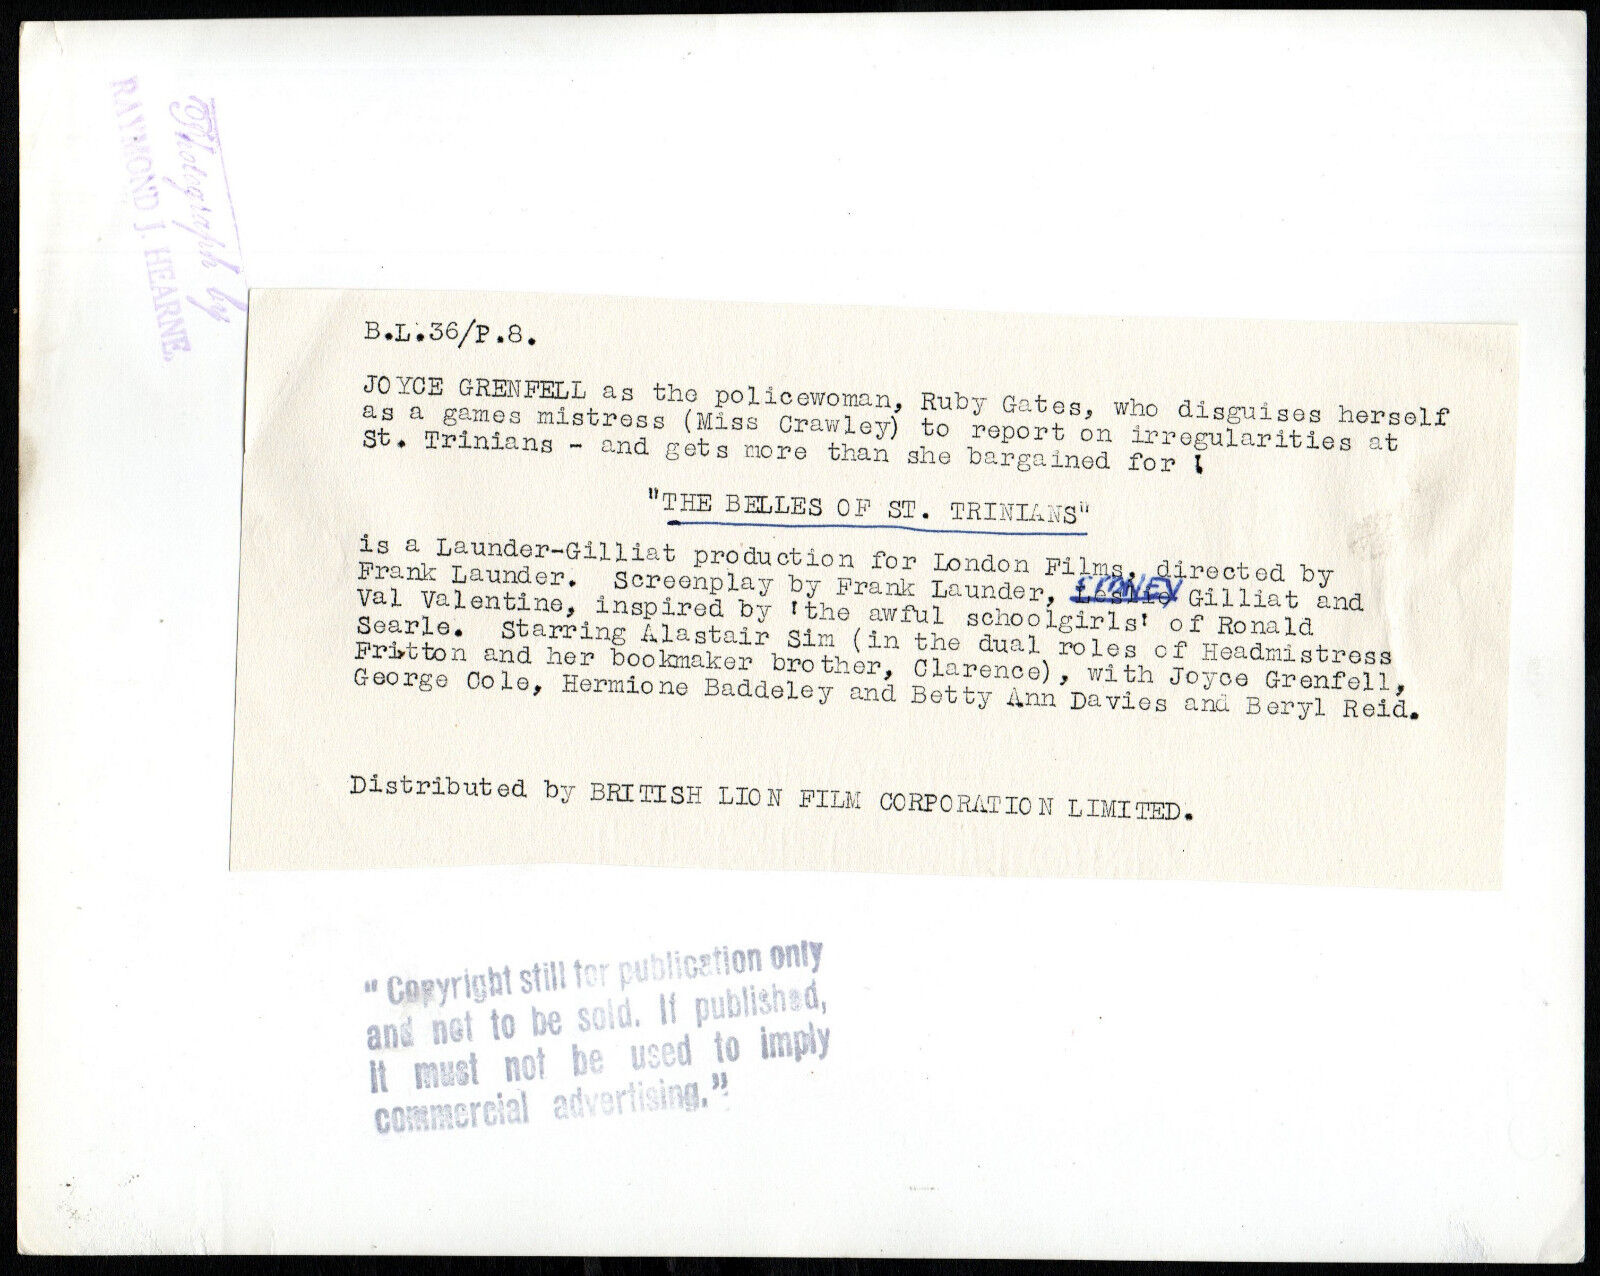 Photograph by
RAYMOND J. HEARNE.
B.L.36/P.8.
JOYCE GRENFELL as the policewoman, Ruby Gates, who disguises herself
as a games mistress (Miss Crawley) to report on irregularities at
St. Trinians - and gets more than she bargained for !
"THE BELLES OF ST. TRINIANS"
is a Launder-Gilliat production for London Films, directed by
Frank Launder. Screenplay by Frank Launder, SIDNEY Gilliat and
Val Valentine, inspired by 'the awful schoolgirls' of Ronald
Searle. Starring Alastair Sim (in the dual roles of Headmistress
Fritton and her bookmaker brother, Clarence), with Joyce Grenfell,
George Cole, Hermione Baddeley and Betty Ann Davies and Beryl Reid.
Distributed by BRITISH LION FILM CORPORATION LIMITED.
"Copyright still for publication only
and not to be sold. If published,
it must not be used to imply
commercial advertising."